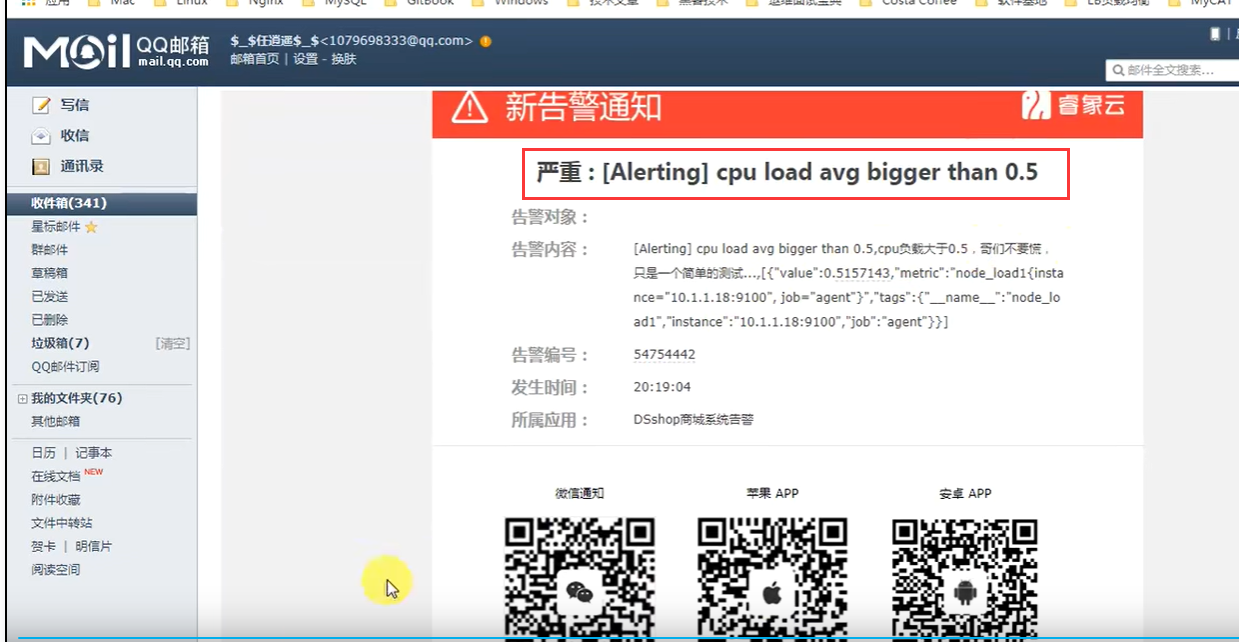 应用 Mac Linux Nginx MySQL GitBook Windows 技术文章 黑客技术 运维面试宝典 Costa Coffee 软件基地 LB负载均衡 MyCAT
Mail QQ邮箱 mail.qq.com
$_$任逍遥$_$<1079698333@qq.com>
邮箱首页 | 设置 - 换肤
邮件全文搜索...
写信
收信
通讯录
收件箱(341)
星标邮件
群邮件
草稿箱
已发送
已删除
垃圾箱(7) [清空]
QQ邮件订阅
我的文件夹(76)
其他邮箱
日历 | 记事本
在线文档 NEW
附件收藏
文件中转站
贺卡 | 明信片
阅读空间
新告警通知
睿象云
严重：[Alerting] cpu load avg bigger than 0.5
告警对象：
告警内容： [Alerting] cpu load avg bigger than 0.5,cpu负载大于0.5，哥们不要慌，
只是一个简单的测试...,[{"value":0.5157143,"metric":"node_load1{insta
nce="10.1.1.18:9100", job="agent"}","tags":{"__name__":"node_lo
ad1","instance":"10.1.1.18:9100","job":"agent"}}]
告警编号： 54754442
发生时间： 20:19:04
所属应用： DSshop商城系统告警
微信通知 苹果 APP 安卓 APP